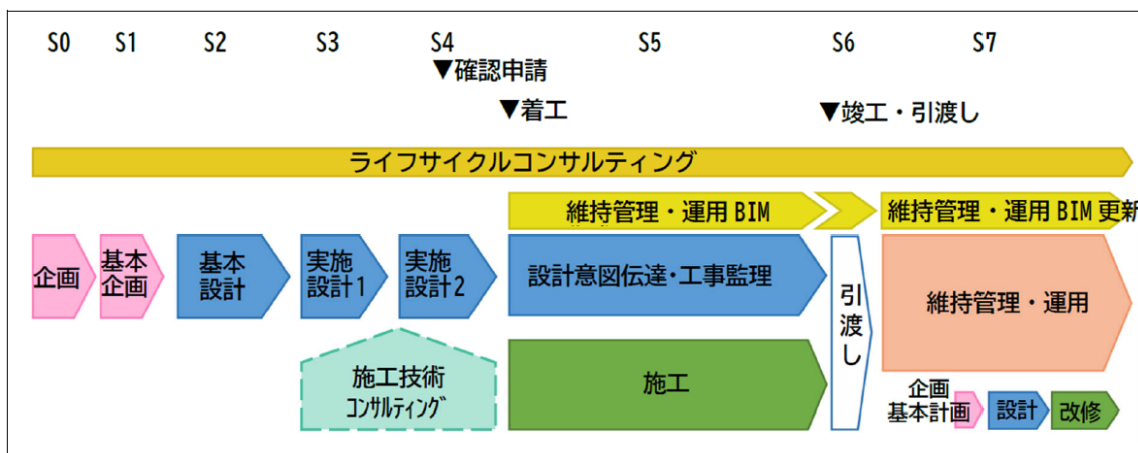 S0 S1 S2 S3 S4 S5 S6 S7
▼確認申請
▼着工 ▼竣工・引渡し
ライフサイクルコンサルティング
維持管理・運用 BIM 維持管理・運用 BIM 更新
企画
基本
企画
基本
設計
実施
設計1
実施
設計2
設計意図伝達・工事監理
引渡し
維持管理・運用
施工技術
ｺﾝｻﾙﾃｨﾝｸﾞ
施工
企画
基本計画 設計 改修